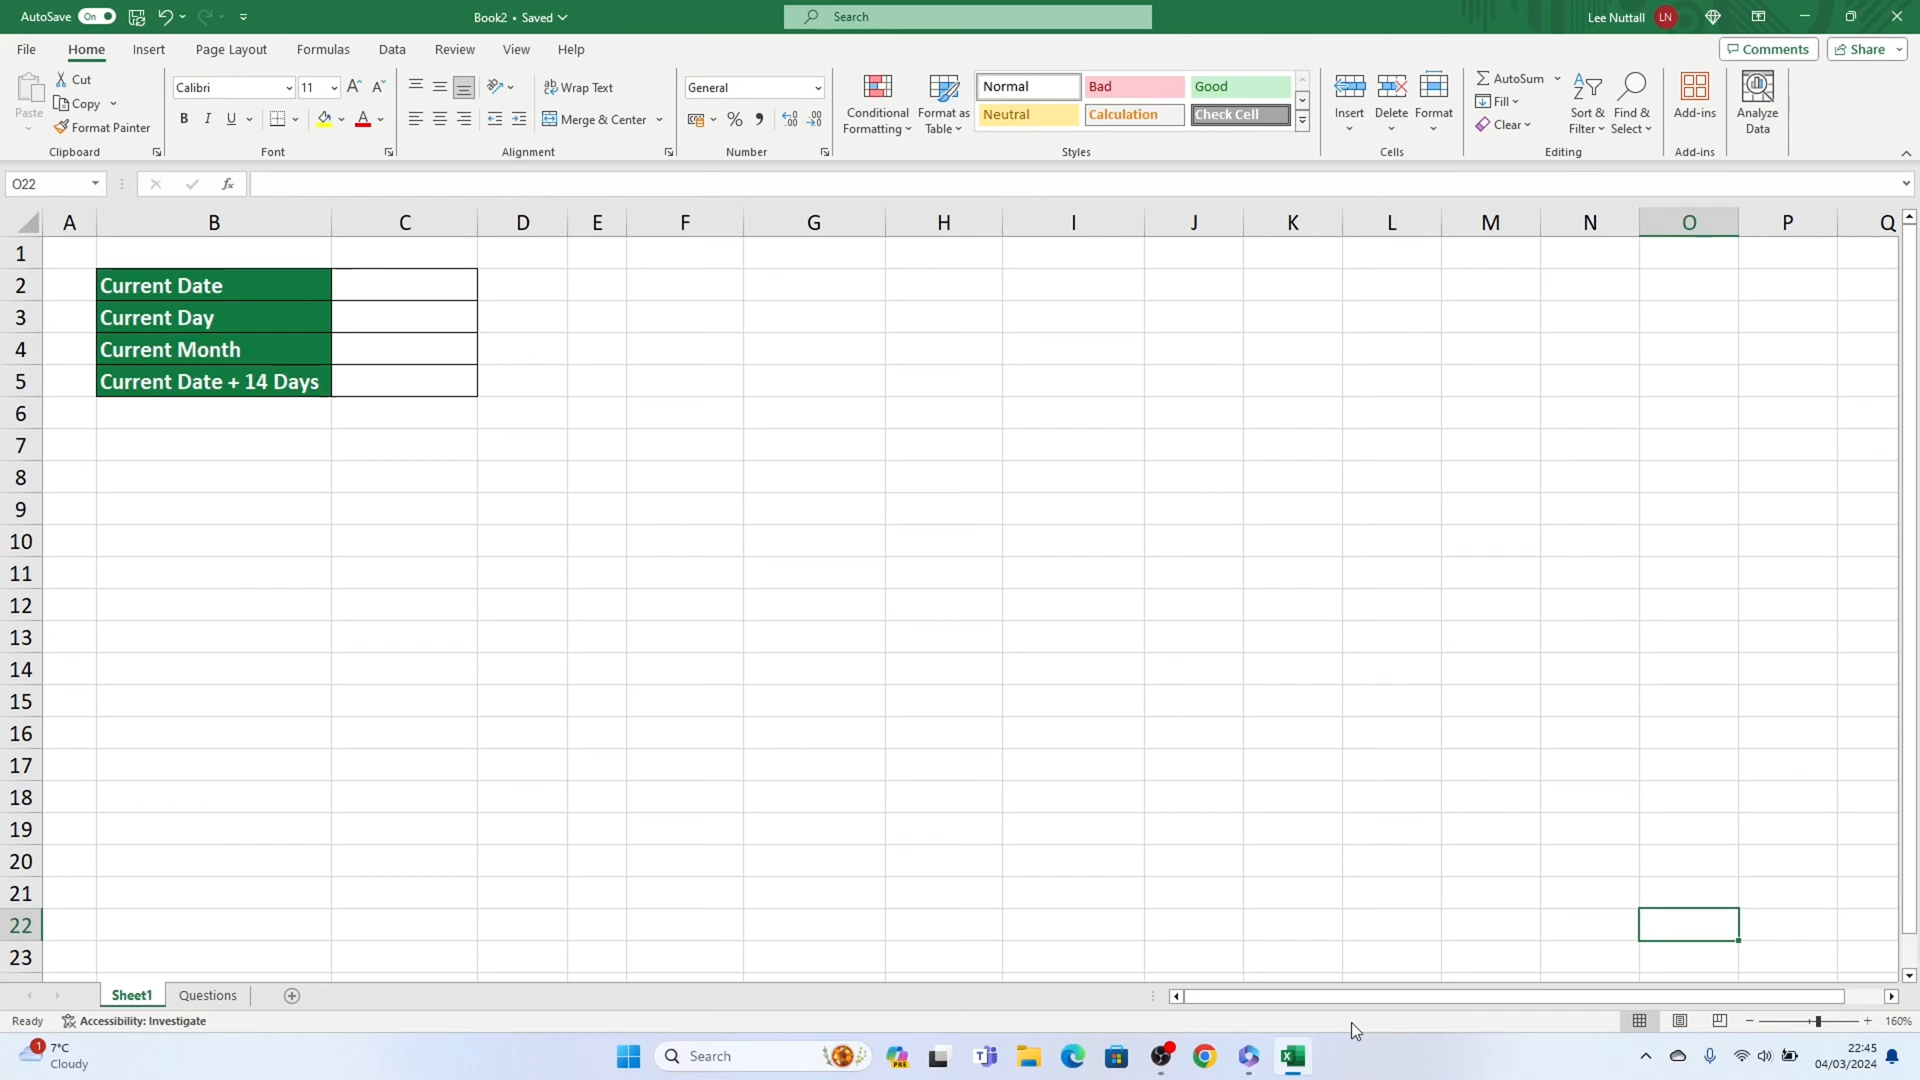 AutoSave On Book2 • Saved Search Lee Nuttall LN
File Home Insert Page Layout Formulas Data Review View Help Comments Share
Paste Cut Copy Format Painter Clipboard
Calibri 11 A A B I U A Font
ab Wrap Text Merge & Center Alignment
General % , Number
Conditional Formatting Format as Table
Normal Bad Good
Neutral Calculation Check Cell
Styles
Insert Delete Format Cells
AutoSum Fill Clear Sort & Filter Find & Select Editing
Add-ins Add-ins
Analyze Data
O22 fx
A B C D E F G H I J K L M N O P Q
1
2 Current Date
3 Current Day
4 Current Month
5 Current Date + 14 Days
6
7
8
9
10
11
12
13
14
15
16
17
18
19
20
21
22
23
Sheet1 Questions
Ready Accessibility: Investigate 160%
1 7°C Cloudy Search PRE 22:45
04/03/2024